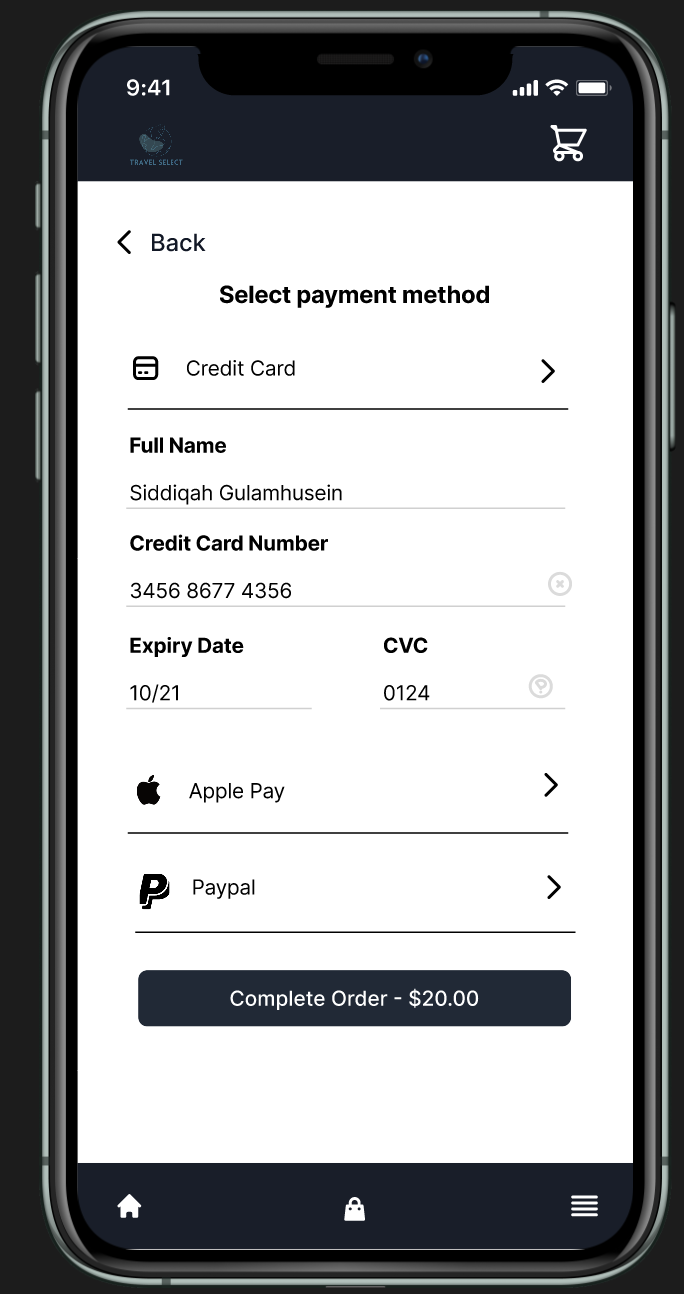 9:41
TRAVEL SELECT
Back
Select payment method
Credit Card
Full Name
Siddiqah Gulamhusein
Credit Card Number
3456 8677 4356
Expiry Date CVC
10/21 0124
Apple Pay
Paypal
Complete Order - $20.00